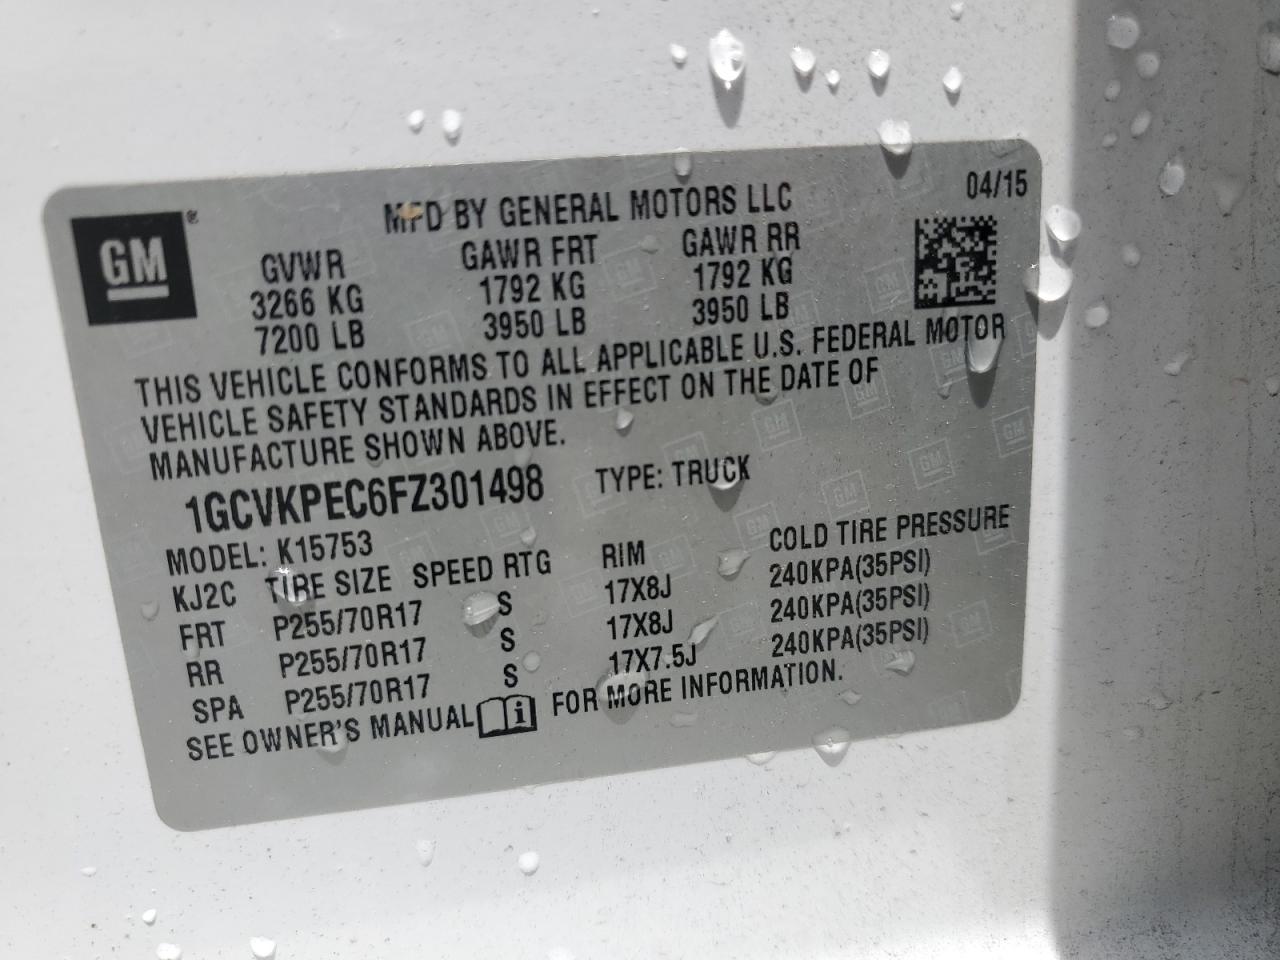 GM ®
MFD BY GENERAL MOTORS LLC 04/15
GVWR GAWR FRT GAWR RR
3266 KG 1792 KG 1792 KG
7200 LB 3950 LB 3950 LB
THIS VEHICLE CONFORMS TO ALL APPLICABLE U.S. FEDERAL MOTOR
VEHICLE SAFETY STANDARDS IN EFFECT ON THE DATE OF
MANUFACTURE SHOWN ABOVE.
1GCVKPEC6FZ301498 TYPE: TRUCK
MODEL: K15753
KJ2C TIRE SIZE SPEED RTG RIM COLD TIRE PRESSURE
FRT P255/70R17 S 17X8J 240KPA(35PSI)
RR P255/70R17 S 17X8J 240KPA(35PSI)
SPA P255/70R17 S 17X7.5J 240KPA(35PSI)
SEE OWNER'S MANUAL i FOR MORE INFORMATION.